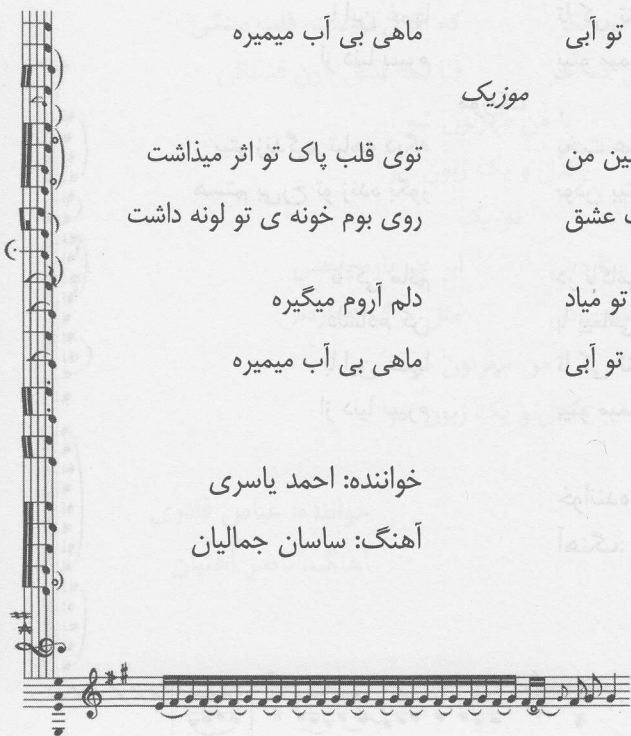 تو آبی ماهی بی آب میمیره
موزیک
من توی قلب پاک تو اثر میذاشت
عشق روی بوم خونه ی تو لونه داشت
تو میاد دلم آروم میگیره
تو آبی ماهی بی آب میمیره
خواننده: احمد یاسری
آهنگ: ساسان جمالیان